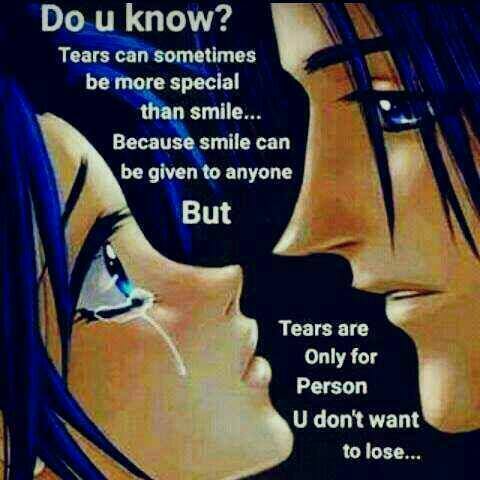 Do u know?
Tears can sometimes
be more special
than smile...
Because smile can
be given to anyone
But
Tears are
Only for
Person
U don't want
to lose...